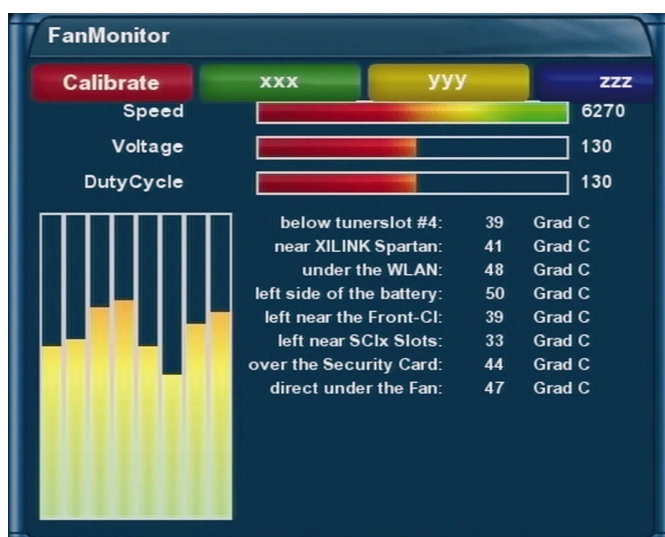 FanMonitor
Calibrate xxx yyy zzz
Speed 6270
Voltage 130
DutyCycle 130
below tunerslot #4: 39 Grad C
near XILINK Spartan: 41 Grad C
under the WLAN: 48 Grad C
left side of the battery: 50 Grad C
left near the Front-CI: 39 Grad C
left near SCIx Slots: 33 Grad C
over the Security Card: 44 Grad C
direct under the Fan: 47 Grad C